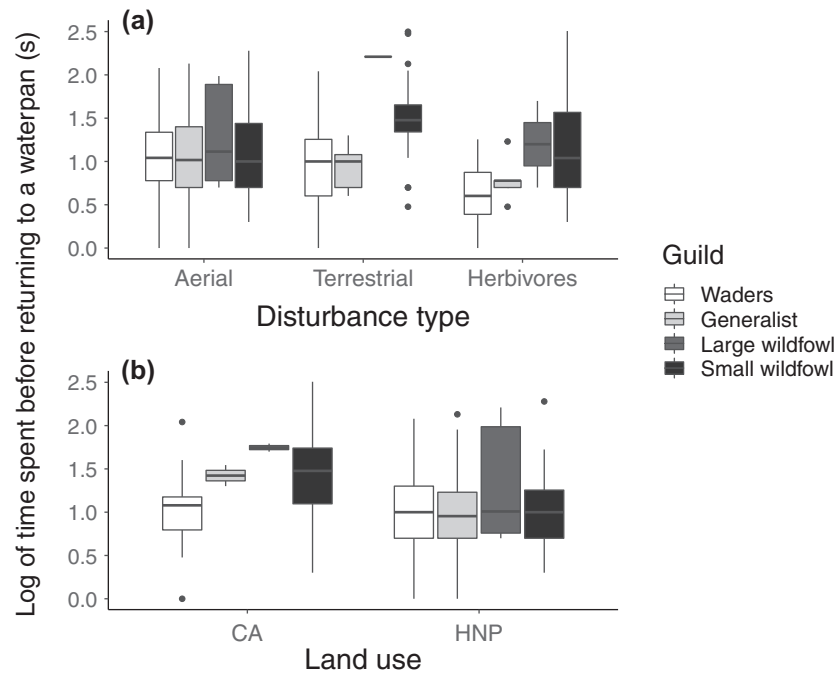 Log of time spent before returning to a waterpan (s)
(a)
2.5
2.0
1.5
1.0
0.5
0.0
Aerial Terrestrial Herbivores
Disturbance type
(b)
2.5
2.0
1.5
1.0
0.5
0.0
CA HNP
Land use
Guild
Waders
Generalist
Large wildfowl
Small wildfowl